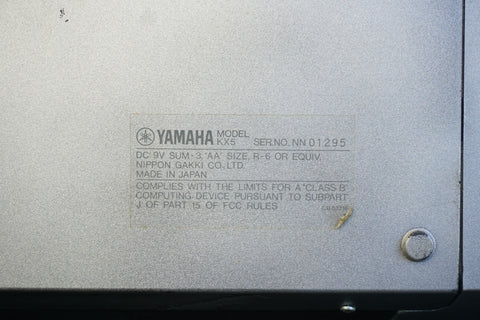 YAMAHA MODEL KX5 SER.NO. NN 01295
DC 9V SUM-3, "AA" SIZE, R-6 OR EQUIV.
NIPPON GAKKI CO., LTD.
MADE IN JAPAN
COMPLIES WITH THE LIMITS FOR A "CLASS B"
COMPUTING DEVICE PURSUANT TO SUBPART
J OF PART 15 OF FCC RULES